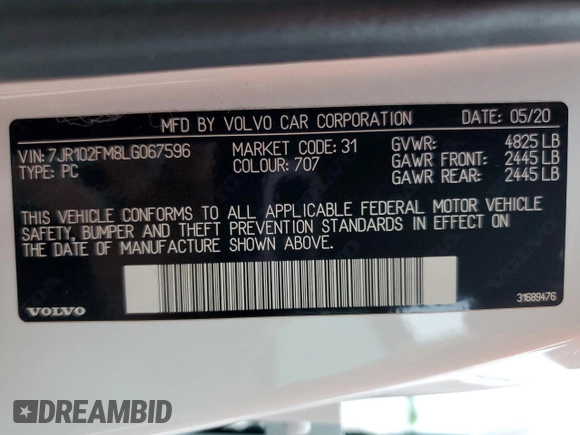 MFD BY VOLVO CAR CORPORATION DATE: 05/20
VIN: 7JR102FM8LG067596 MARKET CODE: 31 GVWR: 4825 LB
TYPE: PC COLOUR: 707 GAWR FRONT: 2445 LB
GAWR REAR: 2445 LB
THIS VEHICLE CONFORMS TO ALL APPLICABLE FEDERAL MOTOR VEHICLE
SAFETY, BUMPER AND THEFT PREVENTION STANDARDS IN EFFECT ON
THE DATE OF MANUFACTURE SHOWN ABOVE.
VOLVO 31689476
DREAMBID